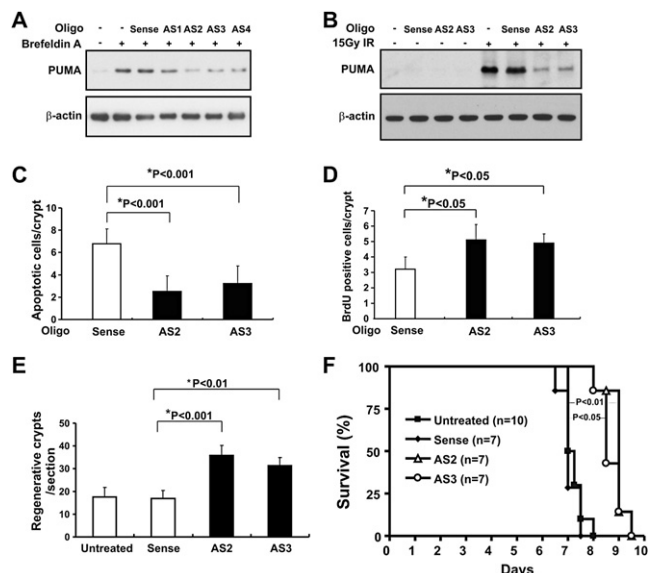 A
Oligo - - Sense AS1 AS2 AS3 AS4
Brefeldin A - + + + + + +
PUMA
β-actin
B
Oligo - Sense AS2 AS3 - Sense AS2 AS3
15Gy IR - - - - + + + +
PUMA
β-actin
C
*P<0.001
*P<0.001
Apoptotic cells/crypt
8
6
4
2
0
Oligo Sense AS2 AS3
D
*P<0.05
*P<0.05
BrdU positive cells/crypt
7
6
5
4
3
2
1
0
Oligo Sense AS2 AS3
E
*P<0.01
*P<0.001
Regenerative crypts
/section
50
40
30
20
10
0
Untreated Sense AS2 AS3
F
Survival (%)
100
75
50
25
0
P<0.01
P<0.05
Untreated (n=10)
Sense (n=7)
AS2 (n=7)
AS3 (n=7)
0 1 2 3 4 5 6 7 8 9 10
Days